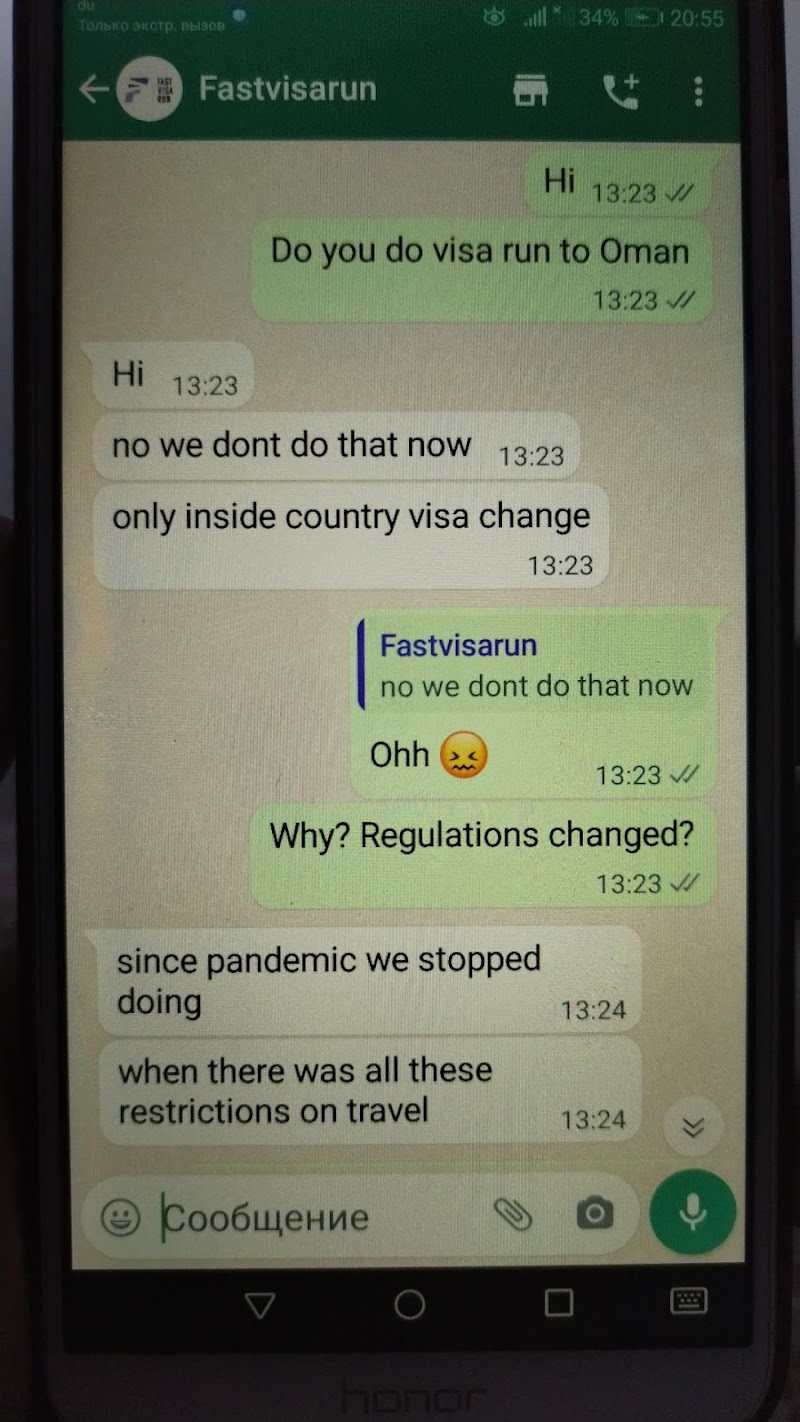 du
Только экстр. вызов
34% 20:55
FAST
VISA
RUN
Fastvisarun
Hi 13:23
Do you do visa run to Oman
13:23
Hi 13:23
no we dont do that now 13:23
only inside country visa change
13:23
Fastvisarun
no we dont do that now
Ohh 😖 13:23
Why? Regulations changed?
13:23
since pandemic we stopped
doing 13:24
when there was all these
restrictions on travel 13:24
Сообщение
honor